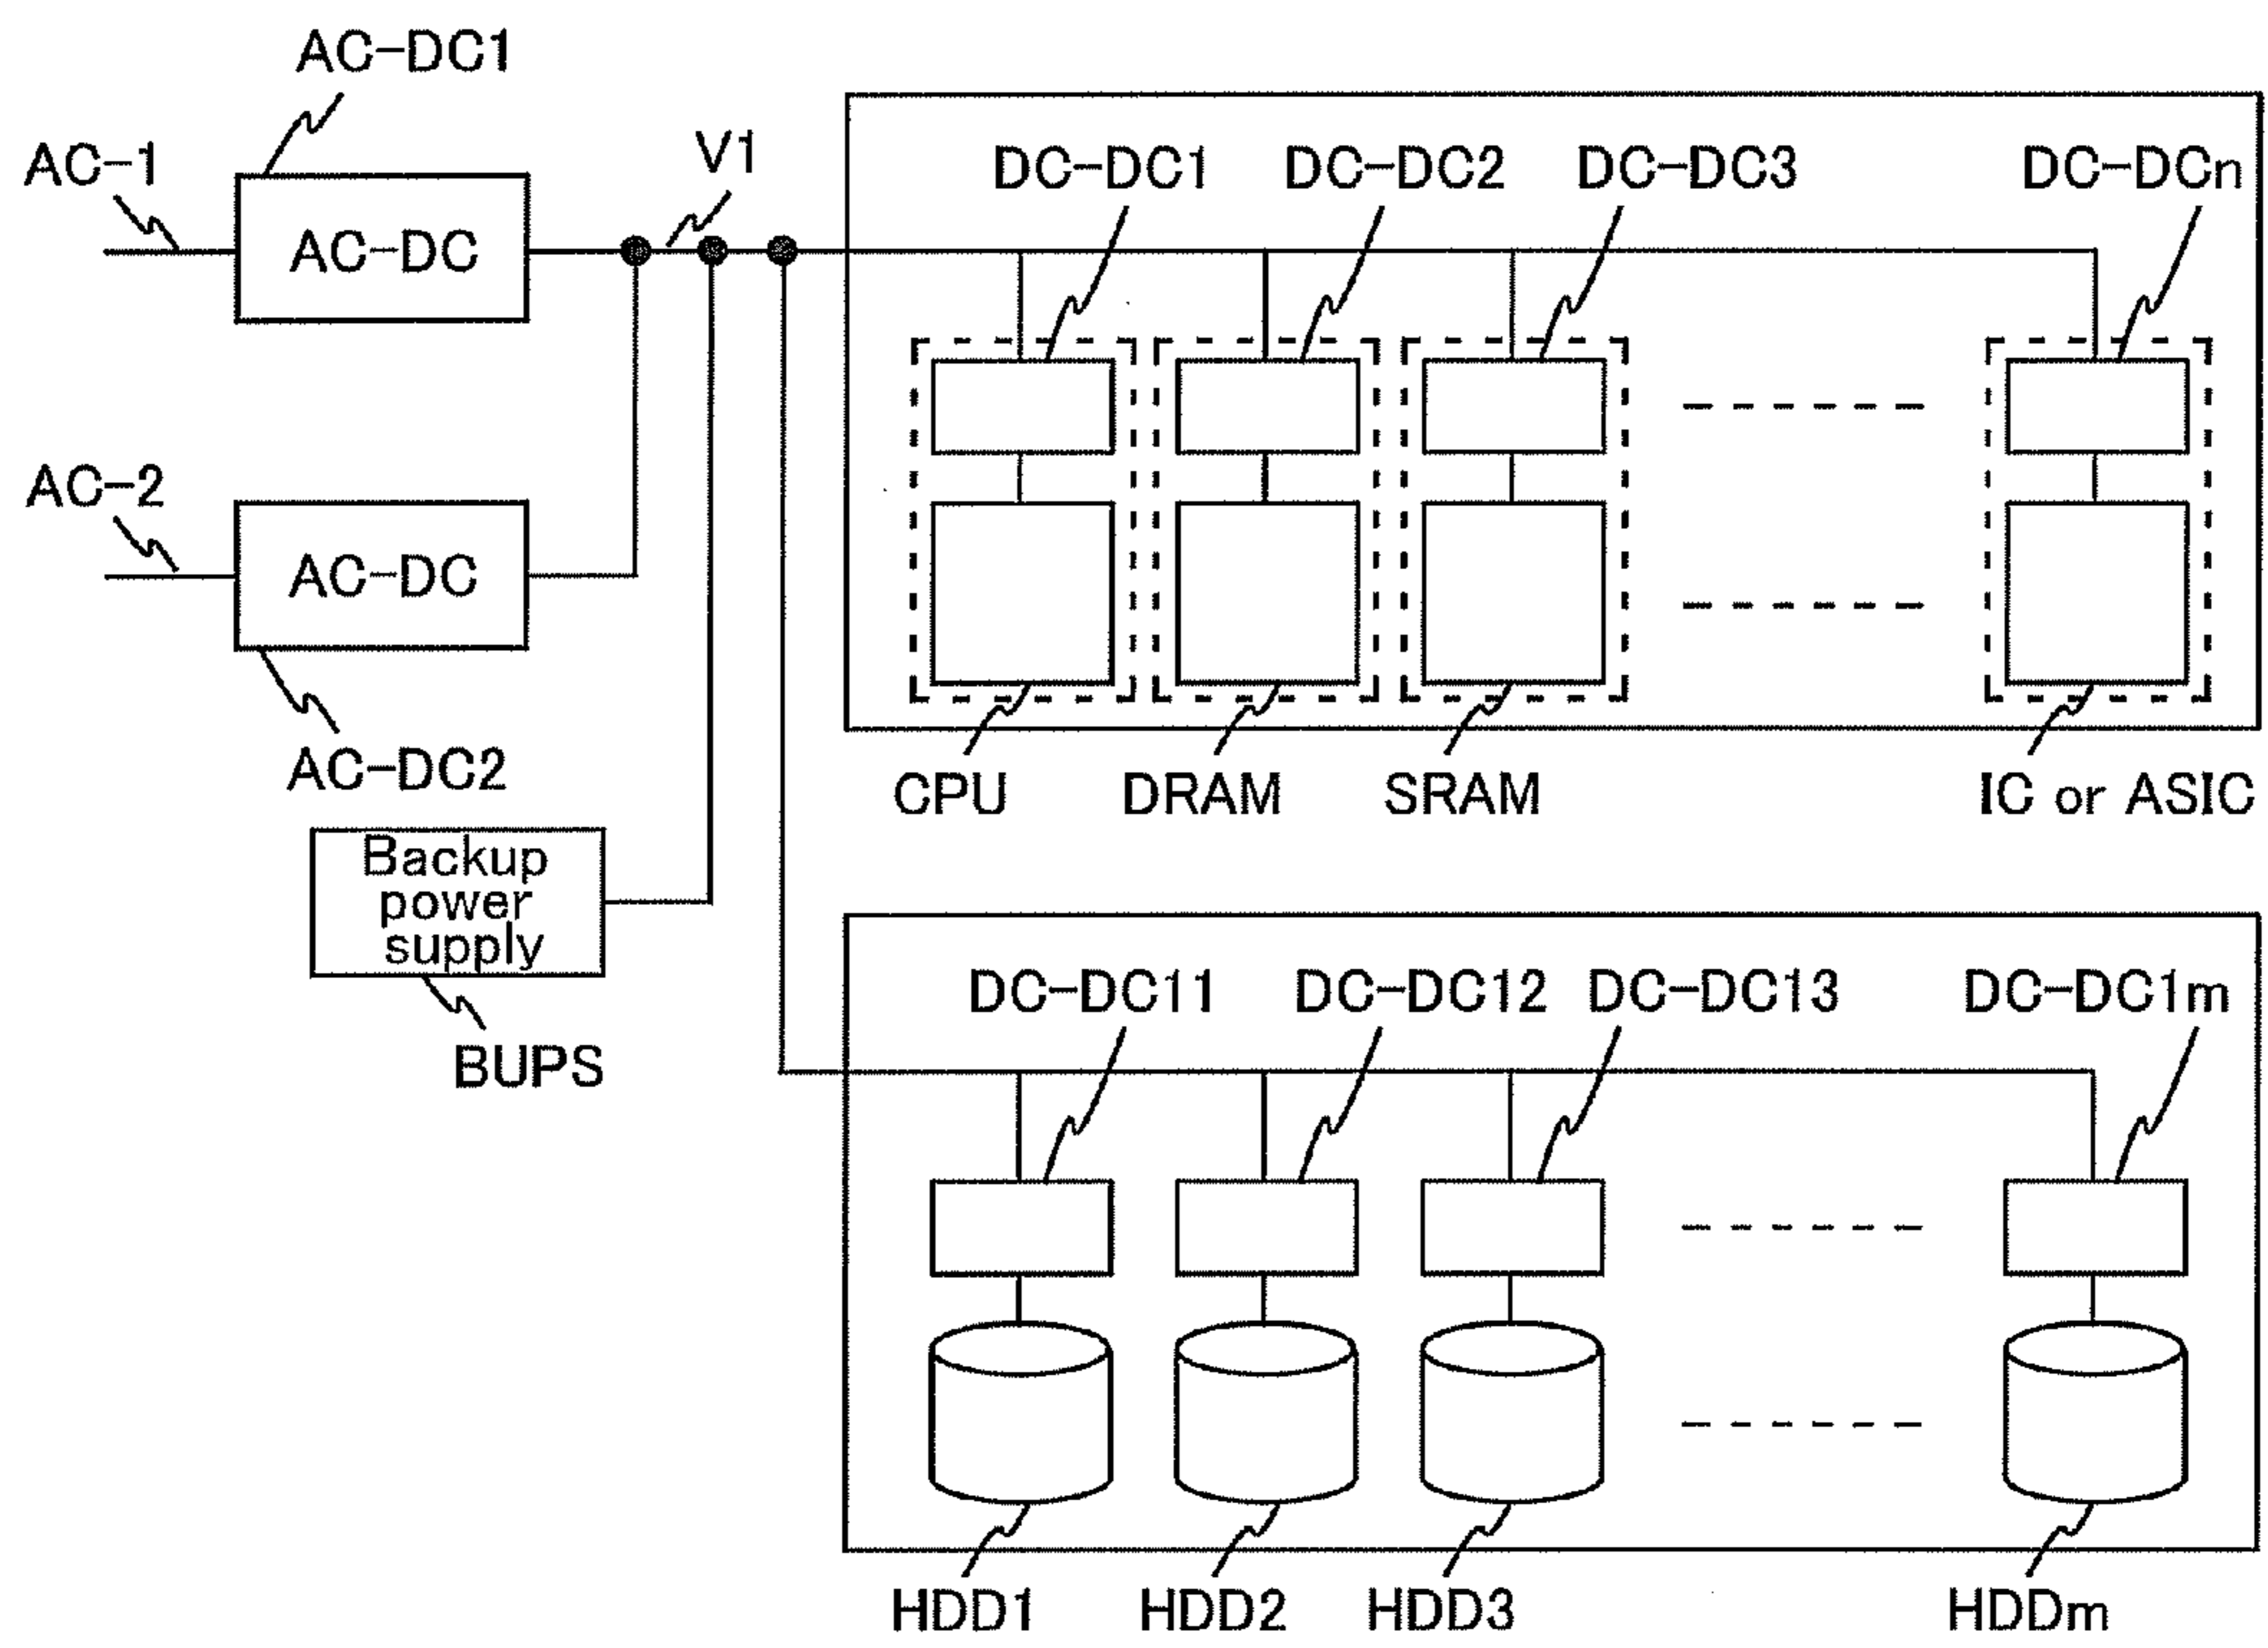 AC-DC1
AC-1
AC-DC
V1
AC-2
AC-DC
AC-DC2
Backup
power
supply
BUPS
DC-DC1 DC-DC2 DC-DC3 DC-DCn
CPU DRAM SRAM IC or ASIC
DC-DC11 DC-DC12 DC-DC13 DC-DC1m
HDD1 HDD2 HDD3 HDDm